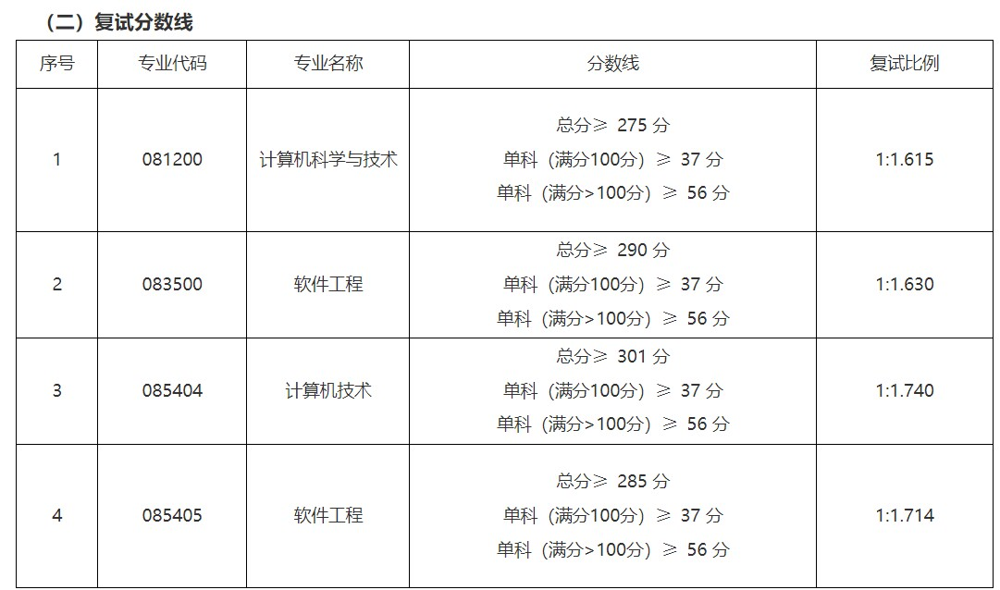 （二）复试分数线
序号 专业代码 专业名称 分数线 复试比例
总分≥ 275 分
1 081200 计算机科学与技术 单科（满分100分）≥ 37 分 1:1.615
单科（满分>100分）≥ 56 分
总分≥ 290 分
2 083500 软件工程 单科（满分100分）≥ 37 分 1:1.630
单科（满分>100分）≥ 56 分
总分≥ 301 分
3 085404 计算机技术 单科（满分100分）≥ 37 分 1:1.740
单科（满分>100分）≥ 56 分
总分≥ 285 分
4 085405 软件工程 单科（满分100分）≥ 37 分 1:1.714
单科（满分>100分）≥ 56 分